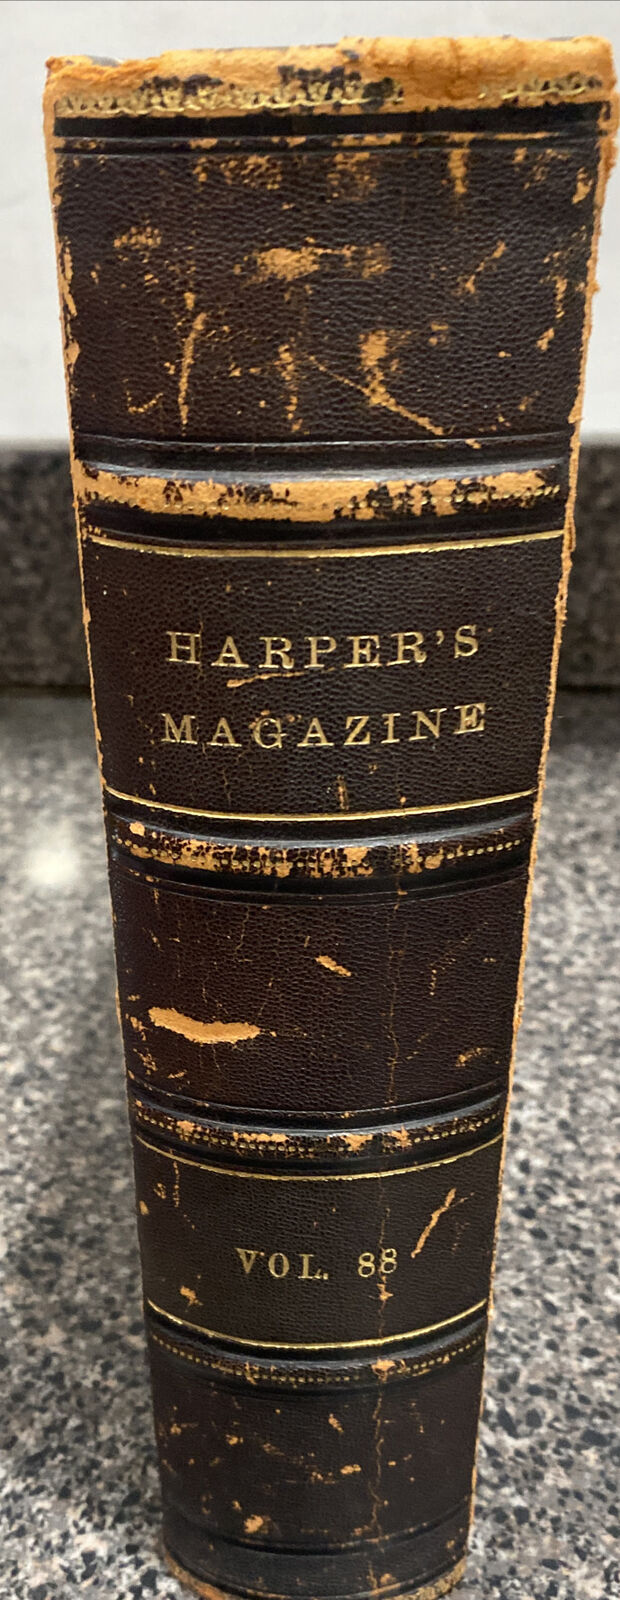 HARPER'S
MAGAZINE
VOL. 88